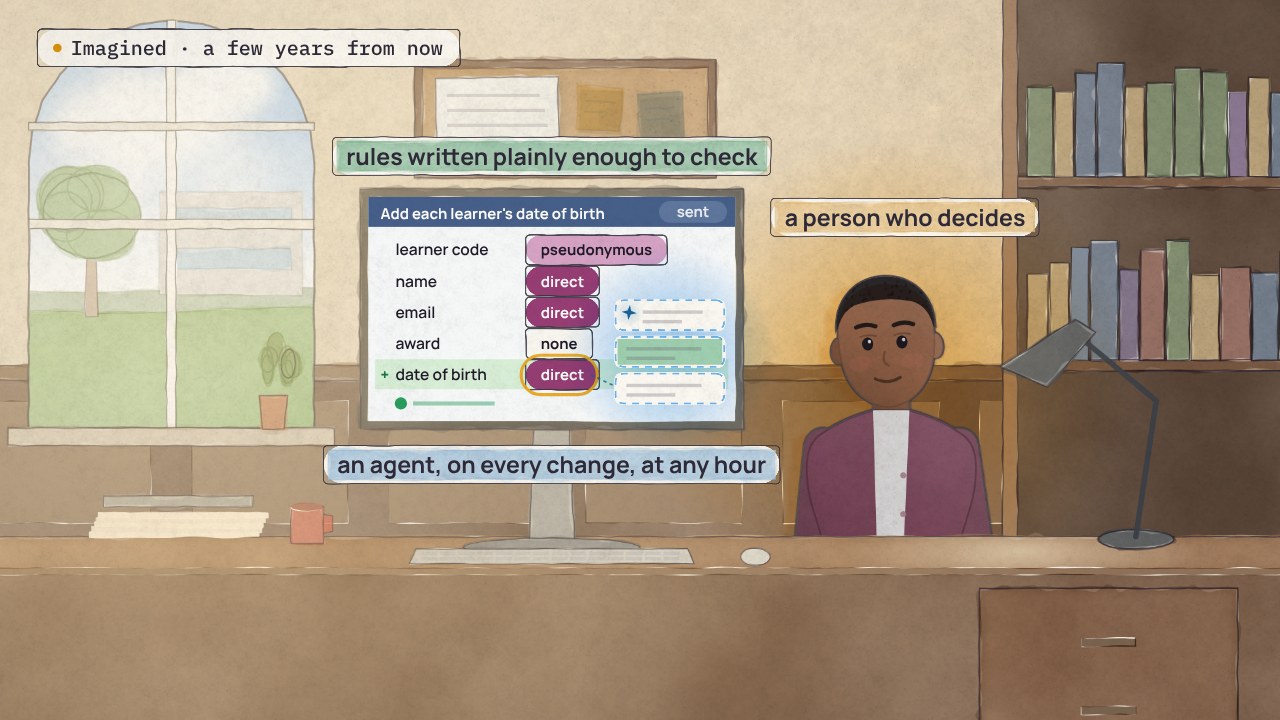 Imagined · a few years from now
rules written plainly enough to check
a person who decides
Add each learner's date of birth
sent
learner code
pseudonymous
name
direct
email
direct
award
none
+ date of birth
direct
an agent, on every change, at any hour